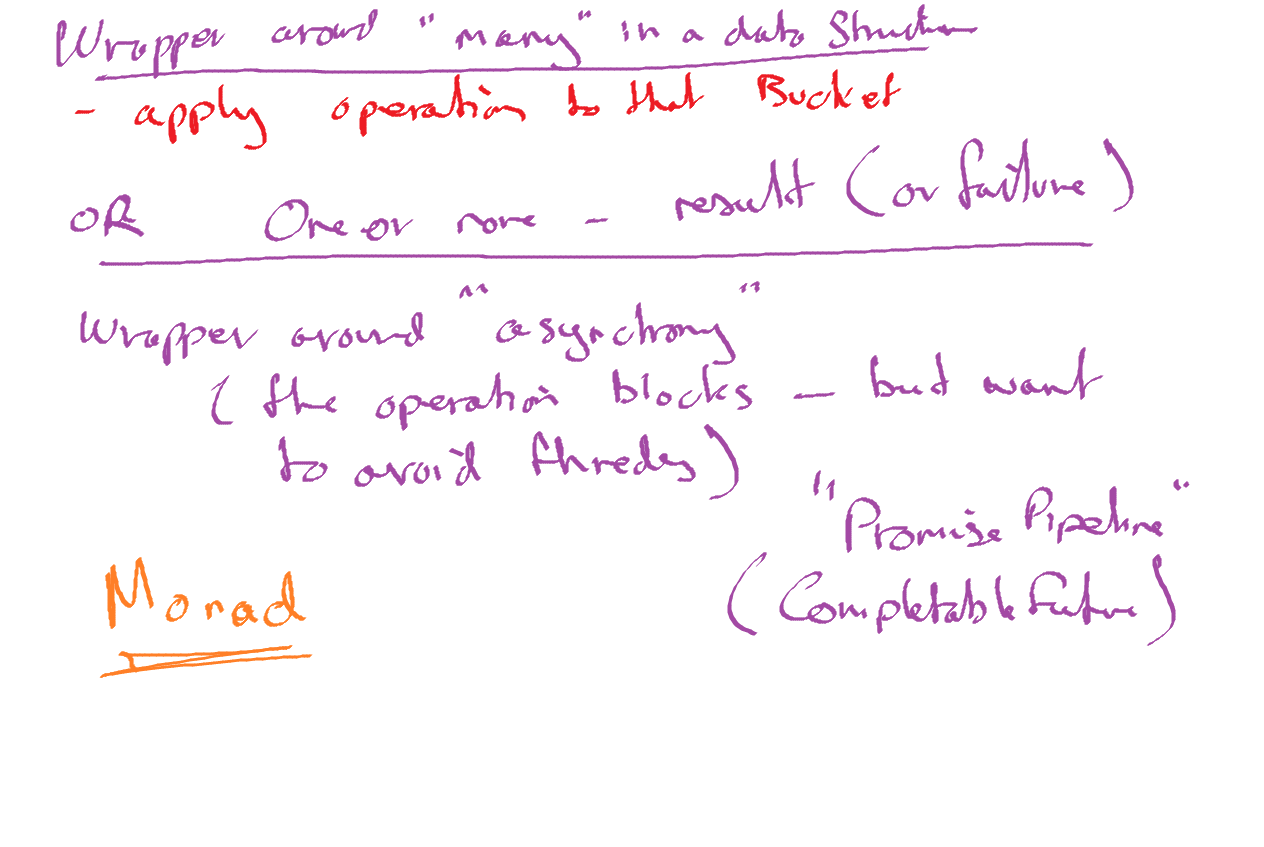 Wrapper around "many" in a data structure
- apply operation to that Bucket
OR One or none - result (or failure)
Wrapper around "asynchrony"
(the operation blocks - but want
to avoid threads)
"Promise Pipeline"
(CompletableFuture)
Monad